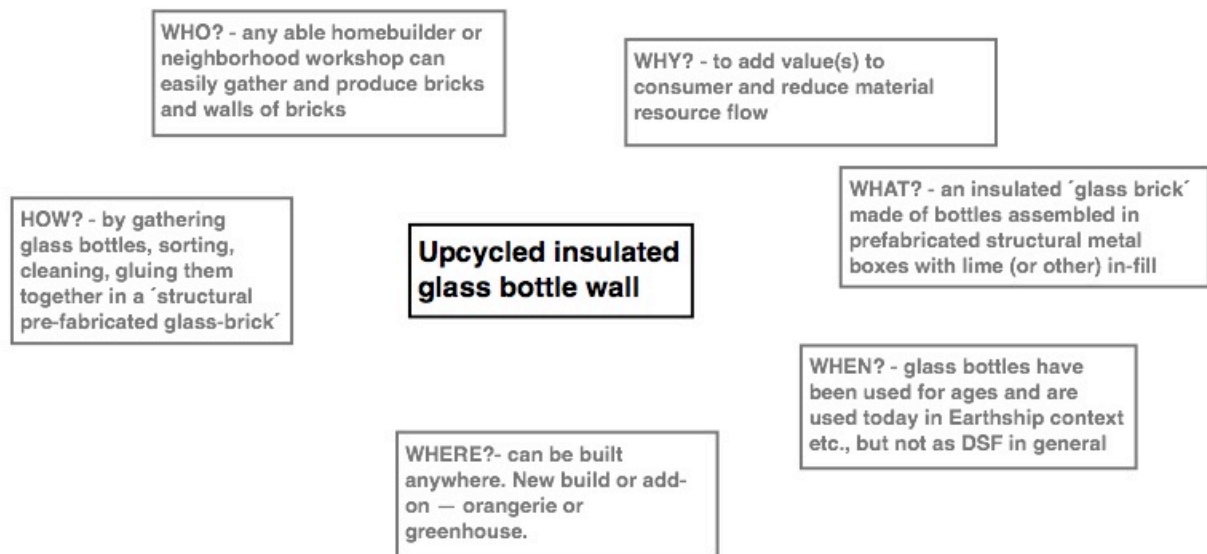 WHO? - any able homebuilder or
neighborhood workshop can
easily gather and produce bricks
and walls of bricks
WHY? - to add value(s) to
consumer and reduce material
resource flow
WHAT? - an insulated ´glass brick´
made of bottles assembled in
prefabricated structural metal
boxes with lime (or other) in-fill
HOW? - by gathering
glass bottles, sorting,
cleaning, gluing them
together in a ´structural
pre-fabricated glass-brick´
Upcycled insulated
glass bottle wall
WHEN? - glass bottles have
been used for ages and are
used today in Earthship context
etc., but not as DSF in general
WHERE?- can be built
anywhere. New build or add-
on — orangerie or
greenhouse.